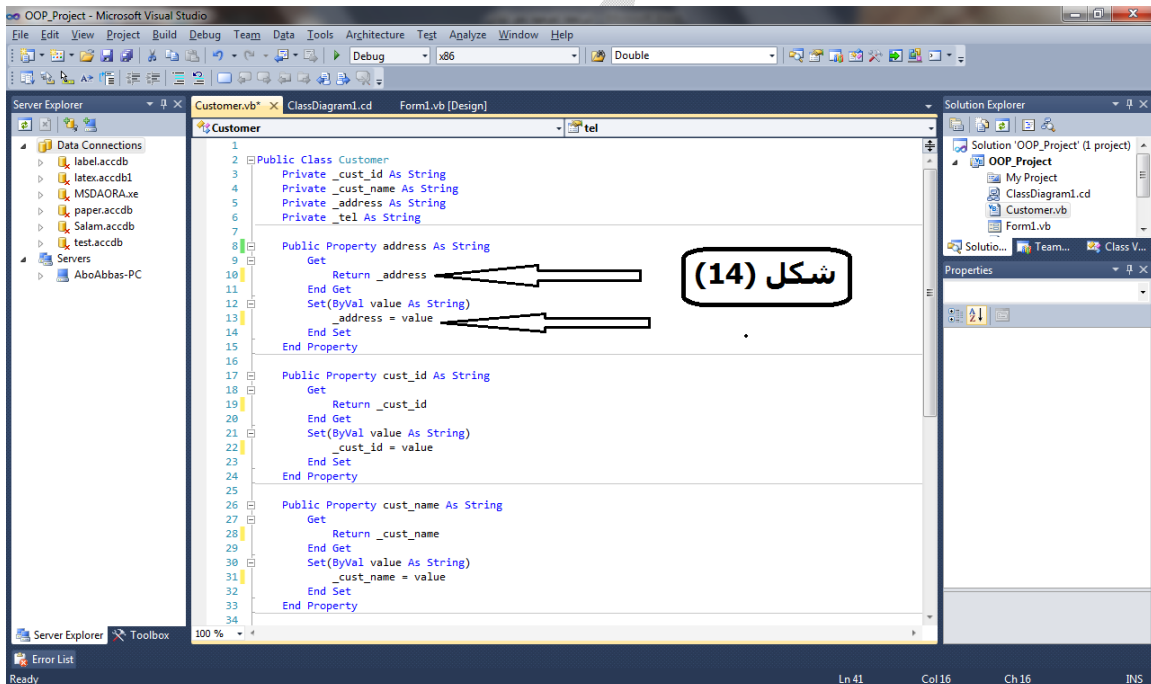 OOP_Project - Microsoft Visual Studio
File Edit View Project Build Debug Team Data Tools Architecture Test Analyze Window Help
Debug x86 Double
Server Explorer
Data Connections
label.accdb
latex.accdb1
MSDAORA.xe
paper.accdb
Salam.accdb
test.accdb
Servers
AboAbbas-PC
Server Explorer Toolbox
Customer.vb* ClassDiagram1.cd Form1.vb [Design]
Customer tel
1
2 Public Class Customer
3 Private _cust_id As String
4 Private _cust_name As String
5 Private _address As String
6 Private _tel As String
7
8 Public Property address As String
9 Get
10 Return _address
11 End Get
12 Set(ByVal value As String)
13 _address = value
14 End Set
15 End Property
16
17 Public Property cust_id As String
18 Get
19 Return _cust_id
20 End Get
21 Set(ByVal value As String)
22 _cust_id = value
23 End Set
24 End Property
25
26 Public Property cust_name As String
27 Get
28 Return _cust_name
29 End Get
30 Set(ByVal value As String)
31 _cust_name = value
32 End Set
33 End Property
34
شكل (14)
100 %
Solution Explorer
Solution 'OOP_Project' (1 project)
OOP_Project
My Project
ClassDiagram1.cd
Customer.vb
Form1.vb
Solutio... Team... Class V...
Properties
Error List
Ready Ln 41 Col 16 Ch 16 INS